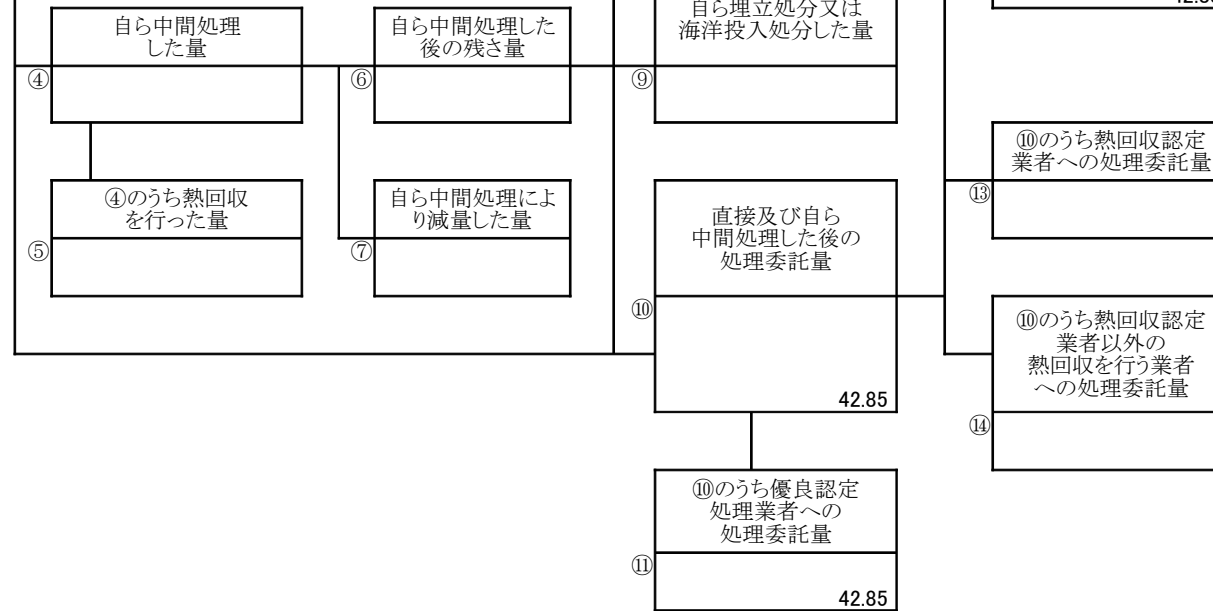 自ら中間処理
した量
④
自ら中間処理した
後の残さ量
⑥
自ら埋立処分又は
海洋投入処分した量
⑨
④のうち熱回収
を行った量
⑤
自ら中間処理によ
り減量した量
⑦
直接及び自ら
中間処理した後の
処理委託量
⑩
42.85
⑩のうち優良認定
処理業者への
処理委託量
⑪
42.85
⑩のうち熱回収認定
業者への処理委託量
⑬
⑩のうち熱回収認定
業者以外の
熱回収を行う業者
への処理委託量
⑭